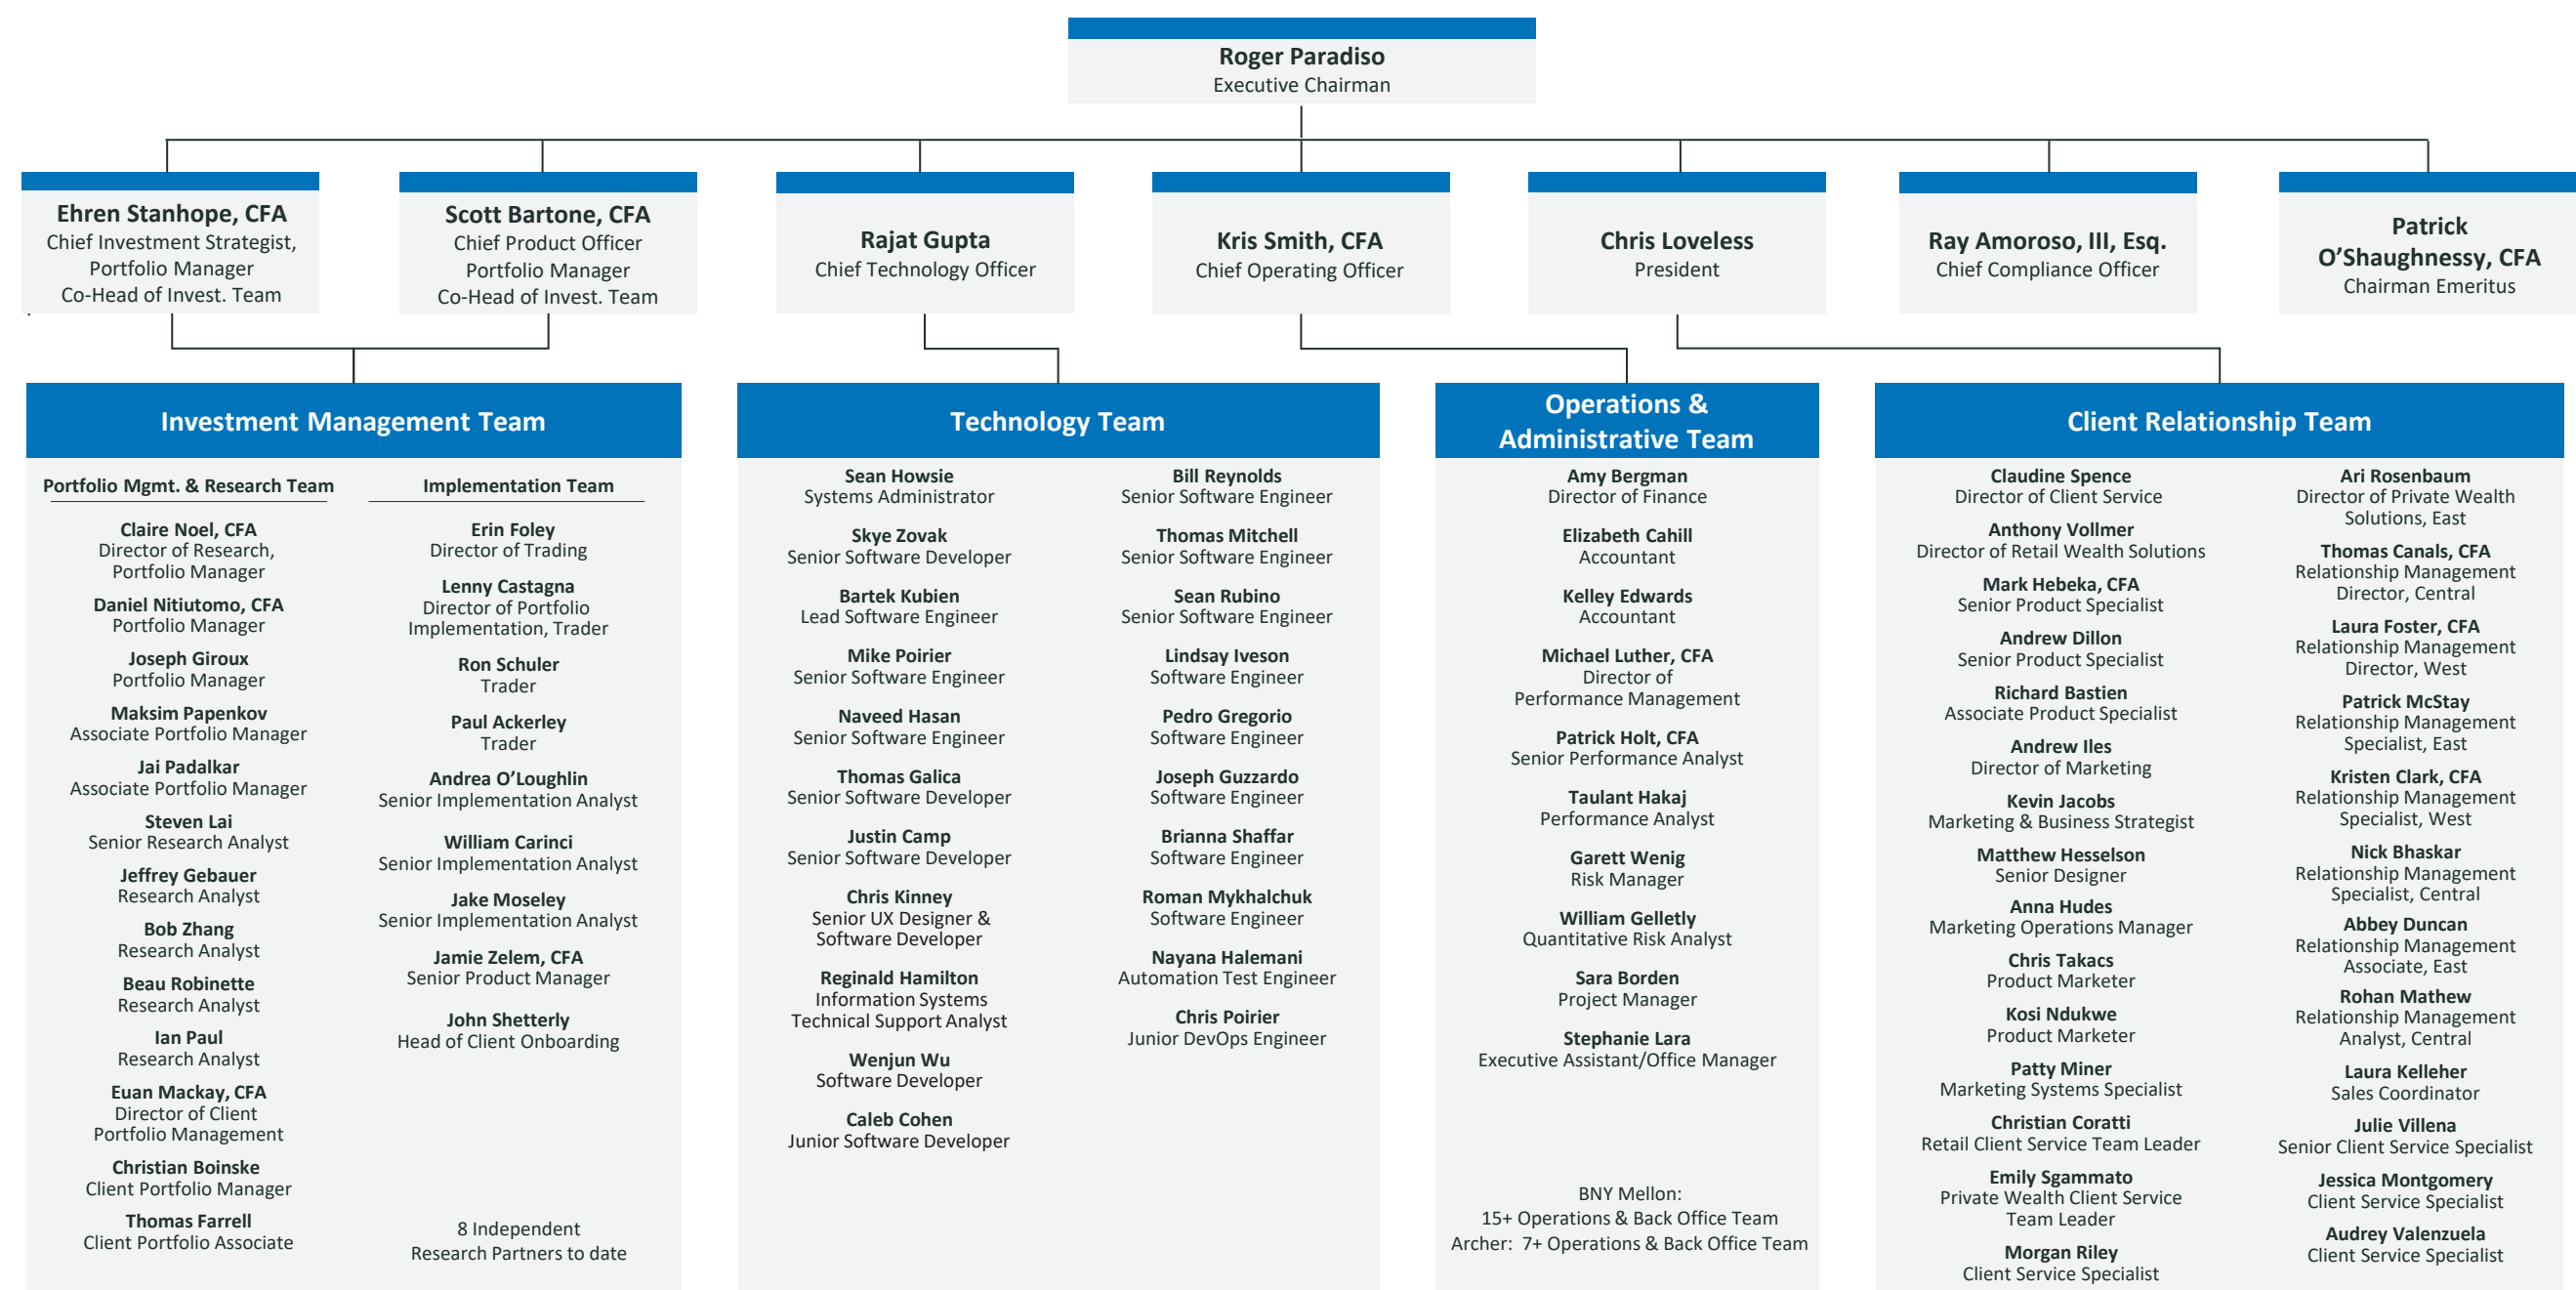 Roger Paradiso
Executive Chairman
Ehren Stanhope, CFA
Chief Investment Strategist,
Portfolio Manager
Co-Head of Invest. Team
Scott Bartone, CFA
Chief Product Officer
Portfolio Manager
Co-Head of Invest. Team
Rajat Gupta
Chief Technology Officer
Kris Smith, CFA
Chief Operating Officer
Chris Loveless
President
Ray Amoroso, III, Esq.
Chief Compliance Officer
Patrick
O’Shaughnessy, CFA
Chairman Emeritus
Investment Management Team
Portfolio Mgmt. & Research Team
Claire Noel, CFA
Director of Research,
Portfolio Manager
Daniel Nitiutomo, CFA
Portfolio Manager
Joseph Giroux
Portfolio Manager
Maksim Papenkov
Associate Portfolio Manager
Jai Padalkar
Associate Portfolio Manager
Steven Lai
Senior Research Analyst
Jeffrey Gebauer
Research Analyst
Bob Zhang
Research Analyst
Beau Robinette
Research Analyst
Ian Paul
Research Analyst
Euan Mackay, CFA
Director of Client
Portfolio Management
Christian Boinske
Client Portfolio Manager
Thomas Farrell
Client Portfolio Associate
Implementation Team
Erin Foley
Director of Trading
Lenny Castagna
Director of Portfolio
Implementation, Trader
Ron Schuler
Trader
Paul Ackerley
Trader
Andrea O’Loughlin
Senior Implementation Analyst
William Carinci
Senior Implementation Analyst
Jake Moseley
Senior Implementation Analyst
Jamie Zelem, CFA
Senior Product Manager
John Shetterly
Head of Client Onboarding
8 Independent
Research Partners to date
Technology Team
Sean Howsie
Systems Administrator
Skye Zovak
Senior Software Developer
Bartek Kubien
Lead Software Engineer
Mike Poirier
Senior Software Engineer
Naveed Hasan
Senior Software Engineer
Thomas Galica
Senior Software Developer
Justin Camp
Senior Software Developer
Chris Kinney
Senior UX Designer &
Software Developer
Reginald Hamilton
Information Systems
Technical Support Analyst
Wenjun Wu
Software Developer
Caleb Cohen
Junior Software Developer
Bill Reynolds
Senior Software Engineer
Thomas Mitchell
Senior Software Engineer
Sean Rubino
Senior Software Engineer
Lindsay Iveson
Software Engineer
Pedro Gregorio
Software Engineer
Joseph Guzzardo
Software Engineer
Brianna Shaffar
Software Engineer
Roman Mykhalchuk
Software Engineer
Nayana Halemani
Automation Test Engineer
Chris Poirier
Junior DevOps Engineer
Operations &
Administrative Team
Amy Bergman
Director of Finance
Elizabeth Cahill
Accountant
Kelley Edwards
Accountant
Michael Luther, CFA
Director of
Performance Management
Patrick Holt, CFA
Senior Performance Analyst
Taulant Hakaj
Performance Analyst
Garett Wenig
Risk Manager
William Gelletly
Quantitative Risk Analyst
Sara Borden
Project Manager
Stephanie Lara
Executive Assistant/Office Manager
BNY Mellon:
15+ Operations & Back Office Team
Archer: 7+ Operations & Back Office Team
Client Relationship Team
Claudine Spence
Director of Client Service
Anthony Vollmer
Director of Retail Wealth Solutions
Mark Hebeka, CFA
Senior Product Specialist
Andrew Dillon
Senior Product Specialist
Richard Bastien
Associate Product Specialist
Andrew Iles
Director of Marketing
Kevin Jacobs
Marketing & Business Strategist
Matthew Hesselson
Senior Designer
Anna Hudes
Marketing Operations Manager
Chris Takacs
Product Marketer
Kosi Ndukwe
Product Marketer
Patty Miner
Marketing Systems Specialist
Christian Coratti
Retail Client Service Team Leader
Emily Sgammato
Private Wealth Client Service
Team Leader
Morgan Riley
Client Service Specialist
Ari Rosenbaum
Director of Private Wealth
Solutions, East
Thomas Canals, CFA
Relationship Management
Director, Central
Laura Foster, CFA
Relationship Management
Director, West
Patrick McStay
Relationship Management
Specialist, East
Kristen Clark, CFA
Relationship Management
Specialist, West
Nick Bhaskar
Relationship Management
Specialist, Central
Abbey Duncan
Relationship Management
Associate, East
Rohan Mathew
Relationship Management
Analyst, Central
Laura Kelleher
Sales Coordinator
Julie Villena
Senior Client Service Specialist
Jessica Montgomery
Client Service Specialist
Audrey Valenzuela
Client Service Specialist